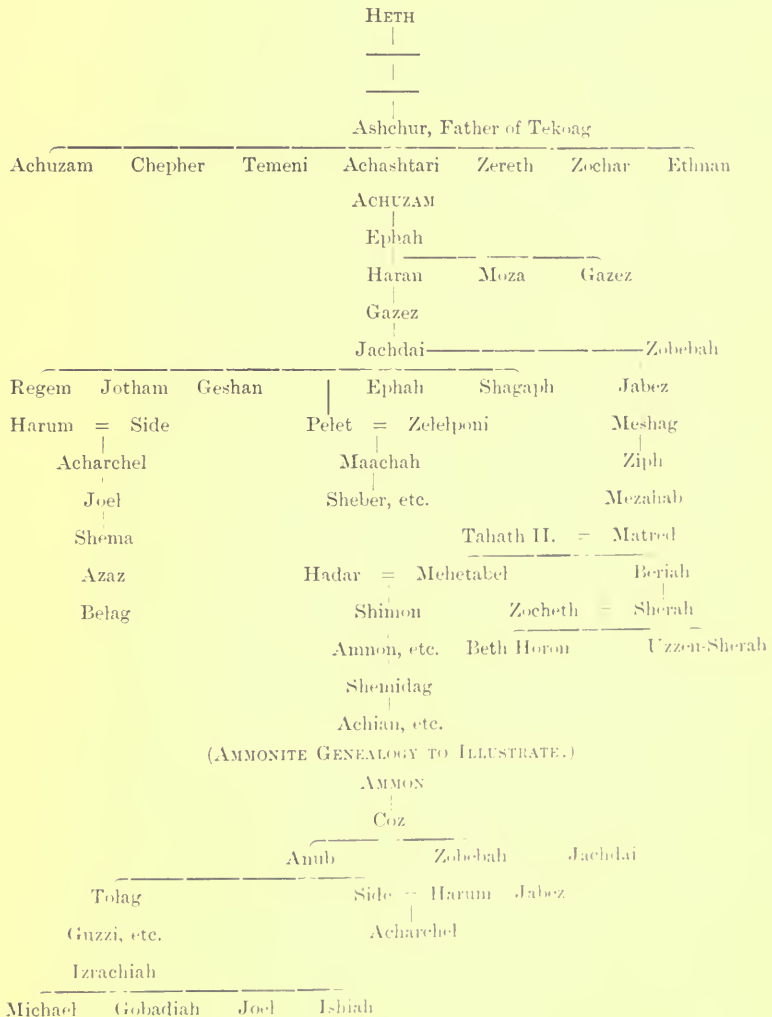 HETH
Ashchur, Father of Tekoag
Achuzam Chepher Temeni Achashtari Zereth Zochar Ethnan
ACHUZAM
Ephah
Haran Moza Gazez
Gazez
Jachdai Zobebah
Regem Jotham Geshan Ephah Shagaph Jabez
Harum = Side Pelet = Zelelponi Meshag
Acharchel Maachah Ziph
Joel Sheber, etc. Mezahab
Shema Tahath II. = Matred
Azaz Hadar = Mehetabel Beriah
Belag Shimon Zocheth = Sherah
Amnon, etc. Beth Horon Uzzen-Sherah
Shemidag
Achian, etc.
(AMMONITE GENEALOGY TO ILLUSTRATE.)
AMMON
Coz
Anub Zobebah Jachdai
Tolag Side = Harum Jabez
Guzzi, etc. Acharchel
Izrachiah
Michael Gobadiah Joel Ishiah